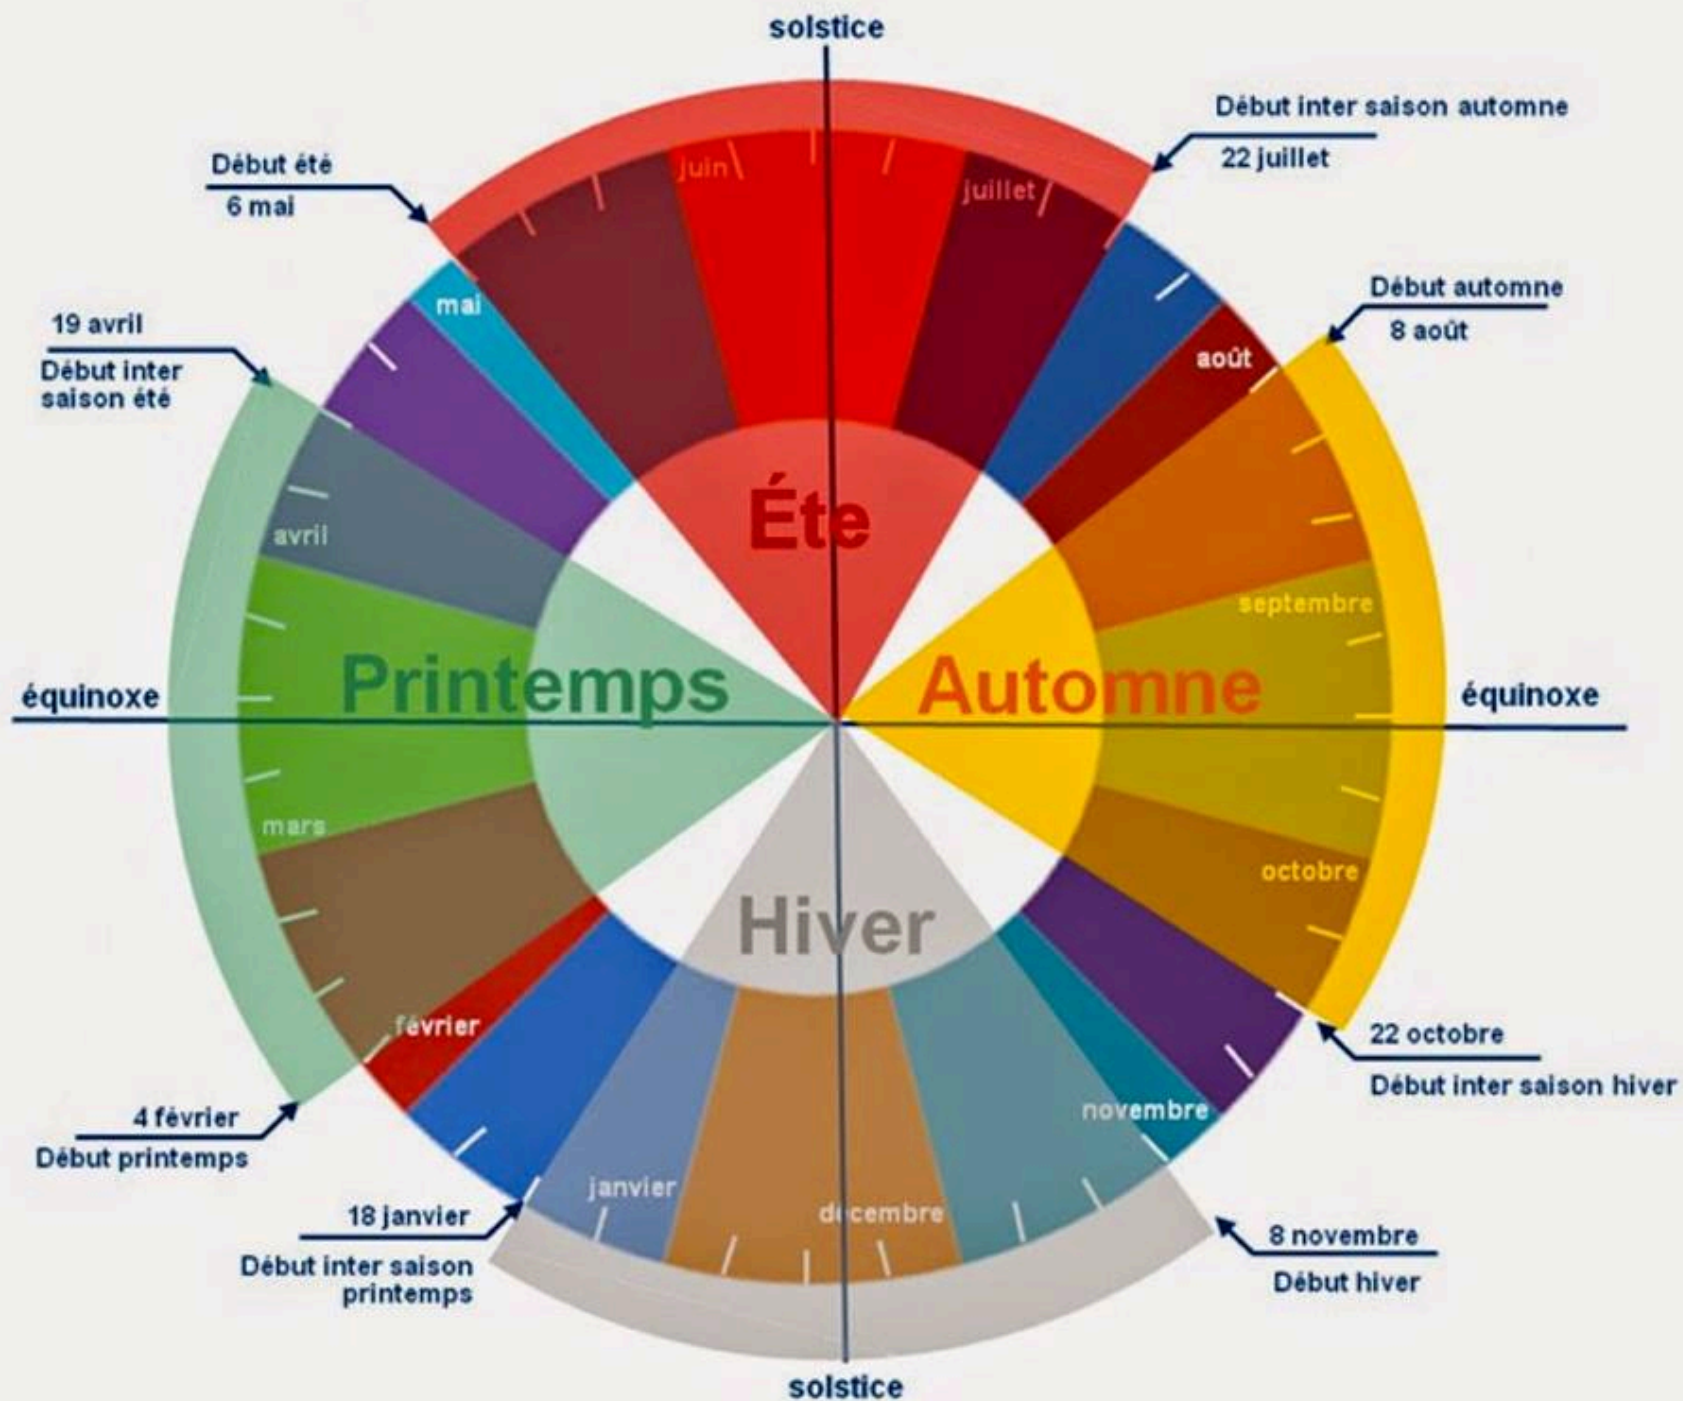 solstice
Début inter saison automne
22 juillet
Début été
6 mai
juin
juillet
Début automne
8 août
19 avril
Début inter
saison été
mai
août
Éte
avril
septembre
équinoxe
Printemps
Automne
équinoxe
mars
octobre
Hiver
février
22 octobre
Début inter saison hiver
novembre
4 février
Début printemps
janvier
décembre
18 janvier
Début inter saison
printemps
8 novembre
Début hiver
solstice